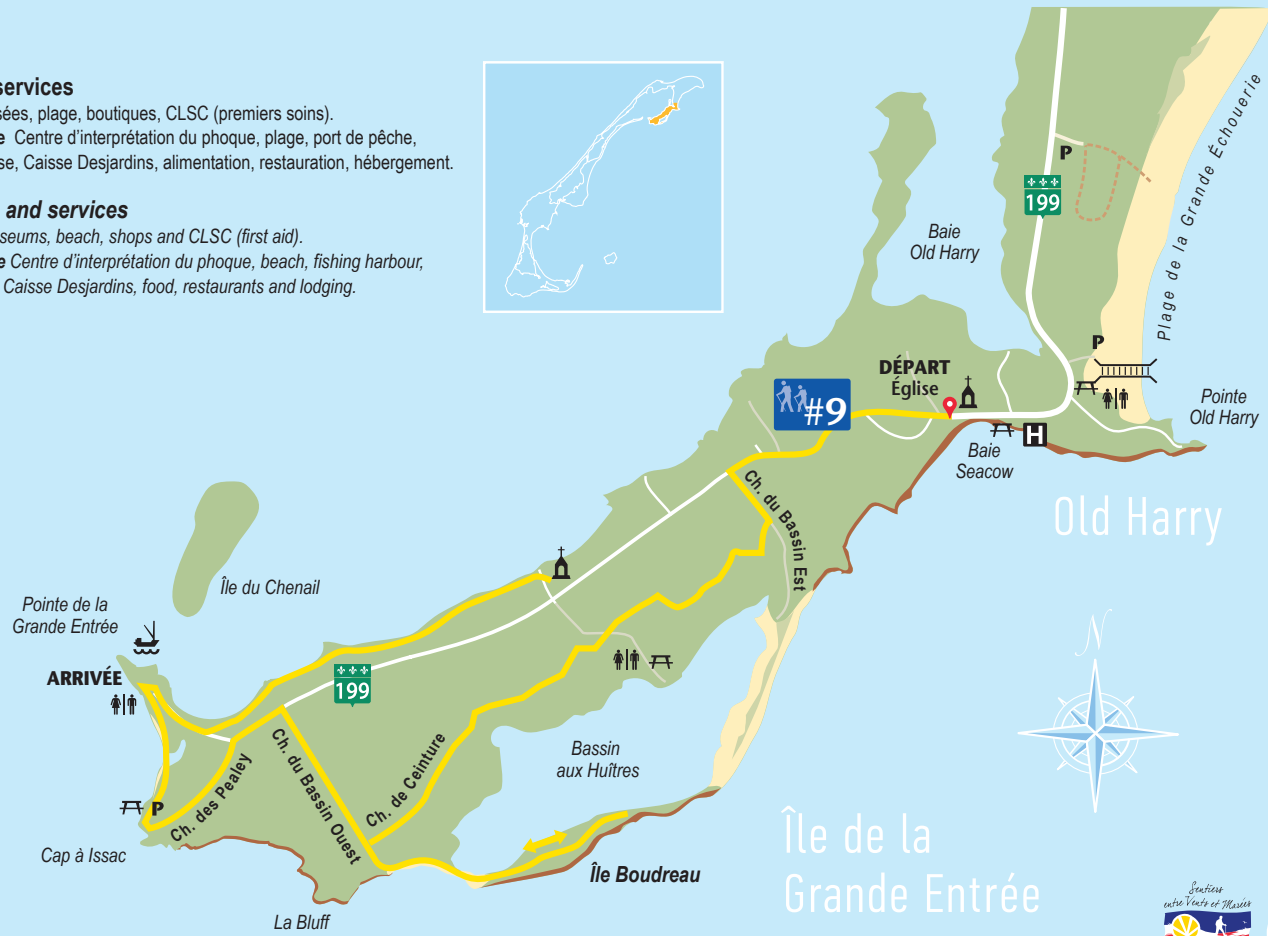 services
sées, plage, boutiques, CLSC (premiers soins).
e Centre d'interprétation du phoque, plage, port de pêche,
se, Caisse Desjardins, alimentation, restauration, hébergement.
and services
seums, beach, shops and CLSC (first aid).
e Centre d'interprétation du phoque, beach, fishing harbour,
Caisse Desjardins, food, restaurants and lodging.
P
199
Plage de la Grande Échouerie
Baie
Old Harry
P
DÉPART
Église
#9
Pointe
Old Harry
H
Baie
Seacow
Old Harry
Ch. du Bassin Est
Île du Chenail
Pointe de la
Grande Entrée
ARRIVÉE
199
N
Ch. des Pealey
Ch. du Bassin Ouest
Ch. de Ceinture
Bassin
aux Huîtres
P
Cap à Issac
Île Boudreau
La Bluff
Île de la
Grande Entrée
Sentiers
entre Vents et Marées